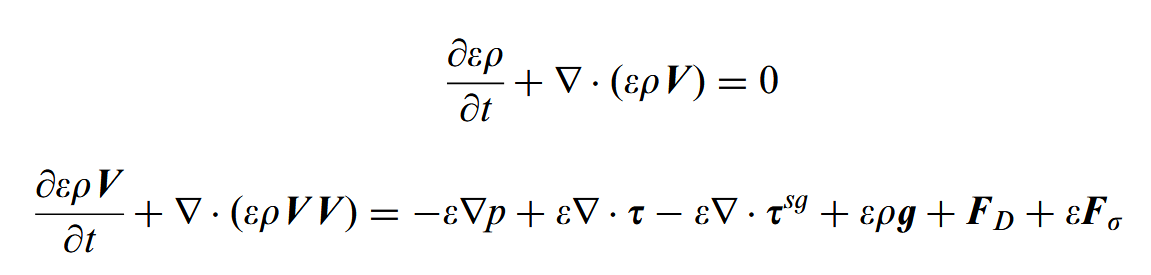 ∂ερ/∂t + ∇ · (ερV) = 0
∂ερV/∂t + ∇ · (ερVV) = −ε∇p + ε∇ · τ − ε∇ · τ^{sg} + ερg + F_D + εF_σ